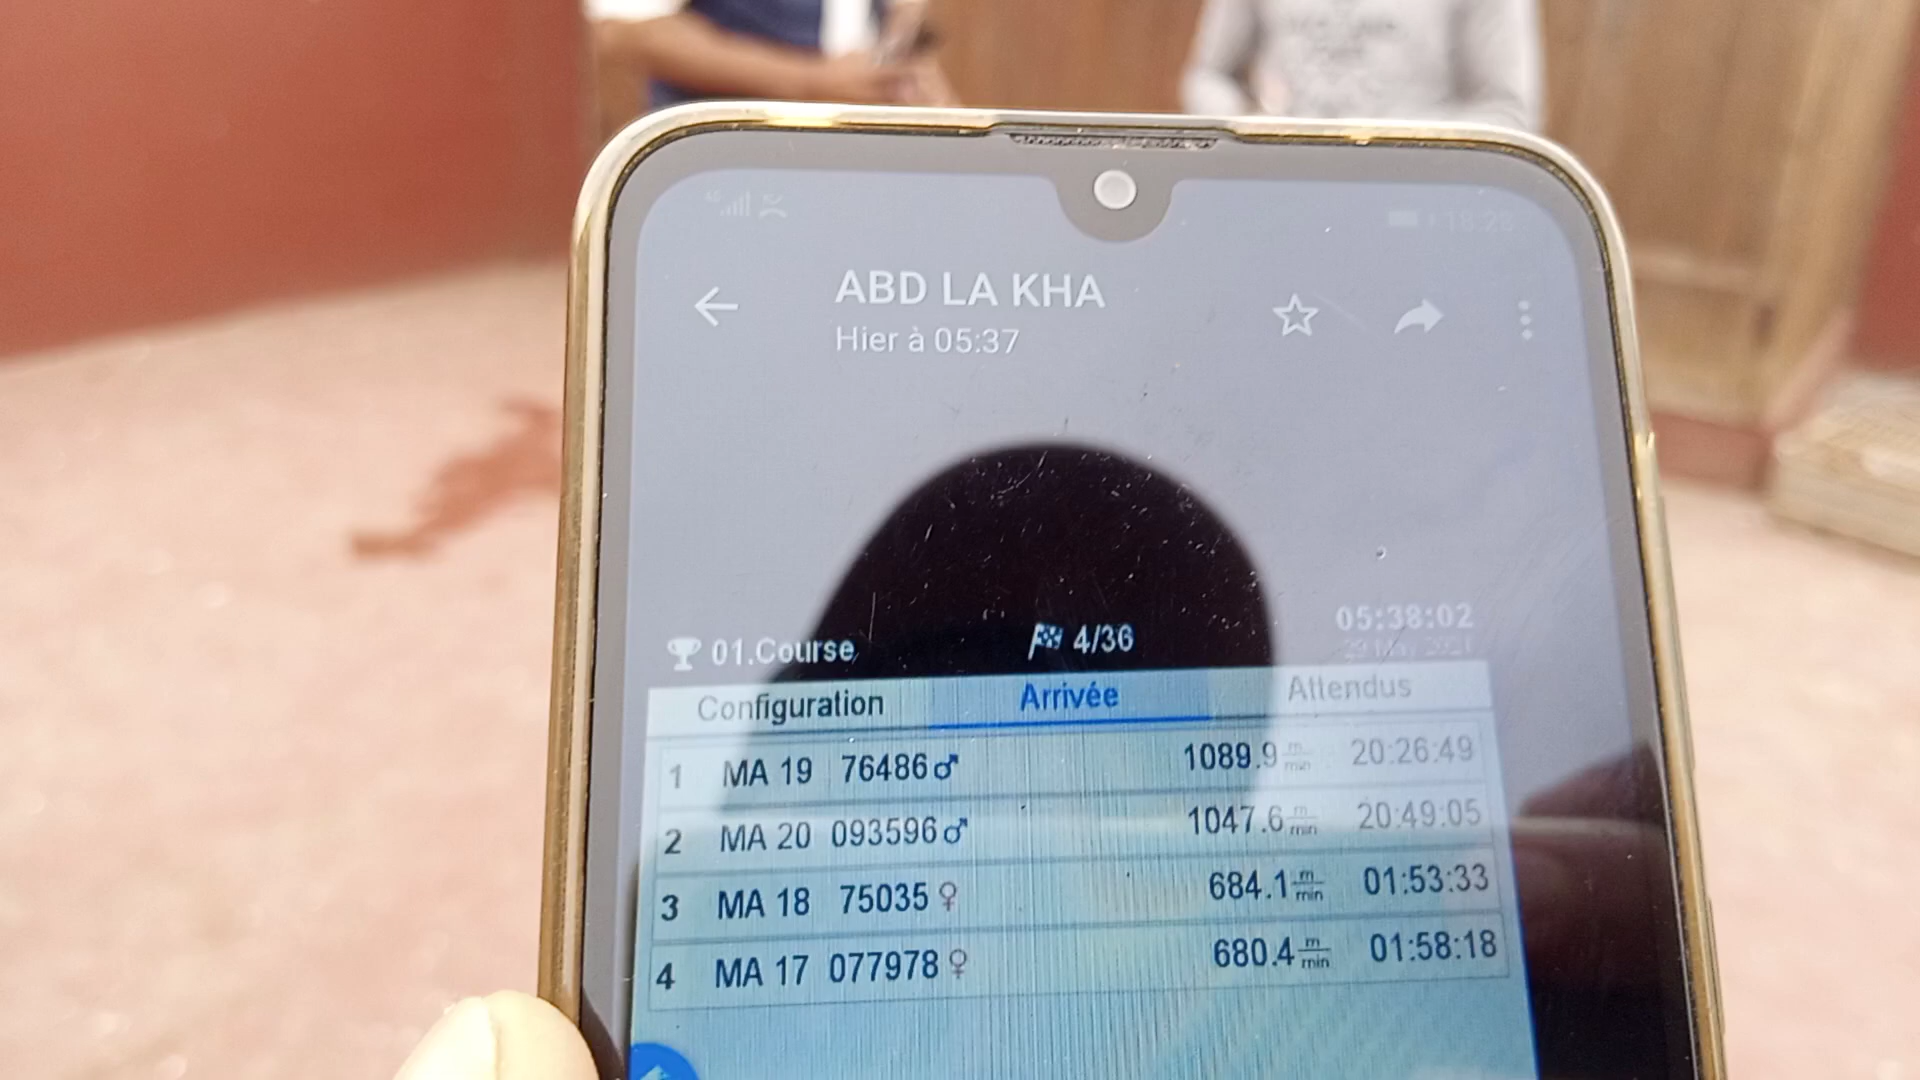 ABD LA KHA
Hier à 05:37
01.Course 4/36 05:38:02
Configuration Arrivée Attendus
1 MA 19 76486♂ 1089.9 m/min 20:26:49
2 MA 20 093596♂ 1047.6 m/min 20:49:05
3 MA 18 75035♀ 684.1 m/min 01:53:33
4 MA 17 077978♀ 680.4 m/min 01:58:18